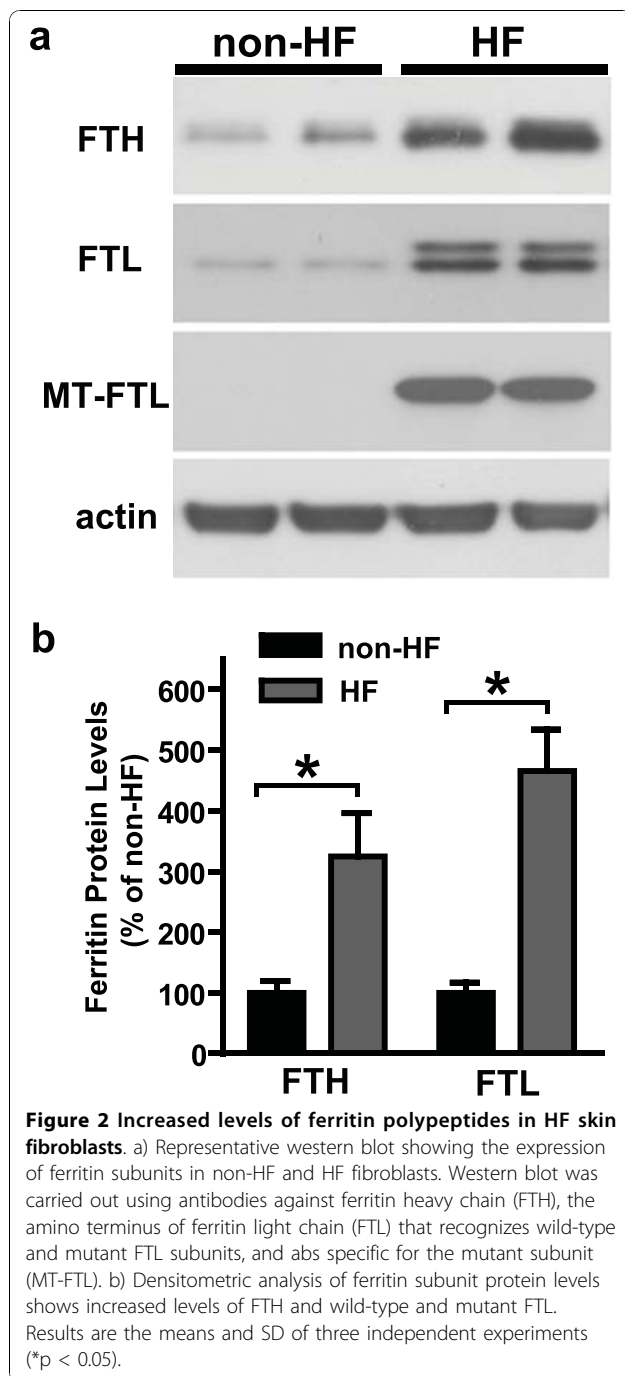 a
non-HF HF
FTH
FTL
MT-FTL
actin
b
non-HF
HF
Ferritin Protein Levels
(% of non-HF)
600
500
400
300
200
100
0
*
*
FTH FTL
Figure 2 Increased levels of ferritin polypeptides in HF skin
fibroblasts. a) Representative western blot showing the expression
of ferritin subunits in non-HF and HF fibroblasts. Western blot was
carried out using antibodies against ferritin heavy chain (FTH), the
amino terminus of ferritin light chain (FTL) that recognizes wild-type
and mutant FTL subunits, and abs specific for the mutant subunit
(MT-FTL). b) Densitometric analysis of ferritin subunit protein levels
shows increased levels of FTH and wild-type and mutant FTL.
Results are the means and SD of three independent experiments
(*p < 0.05).